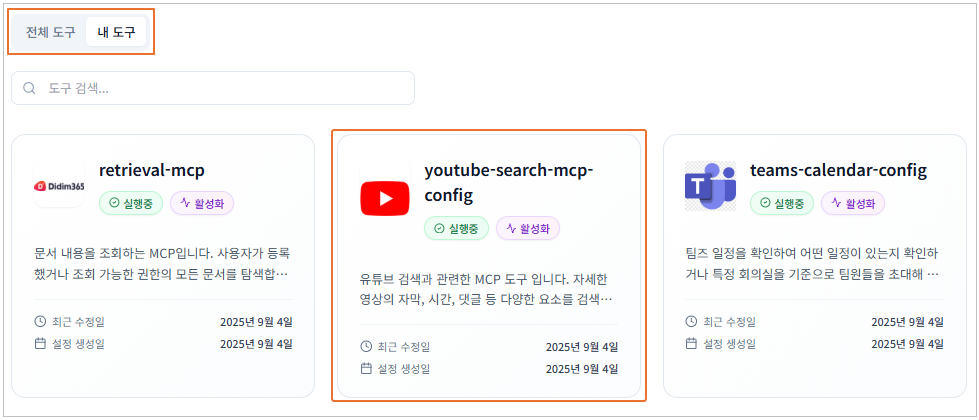 전체 도구 내 도구
도구 검색...
Didim365
retrieval-mcp
실행중 활성화
문서 내용을 조회하는 MCP입니다. 사용자가 등록
했거나 조회 가능한 권한의 모든 문서를 탐색합…
최근 수정일 2025년 9월 4일
설정 생성일 2025년 9월 4일
youtube-search-mcp-
config
실행중 활성화
유튜브 검색과 관련한 MCP 도구 입니다. 자세한
영상의 자막, 시간, 댓글 등 다양한 요소를 검색…
최근 수정일 2025년 9월 4일
설정 생성일 2025년 9월 4일
T
teams-calendar-config
실행중 활성화
팀즈 일정을 확인하여 어떤 일정이 있는지 확인하
거나 특정 회의실을 기준으로 팀원들을 초대해 …
최근 수정일 2025년 9월 4일
설정 생성일 2025년 9월 4일